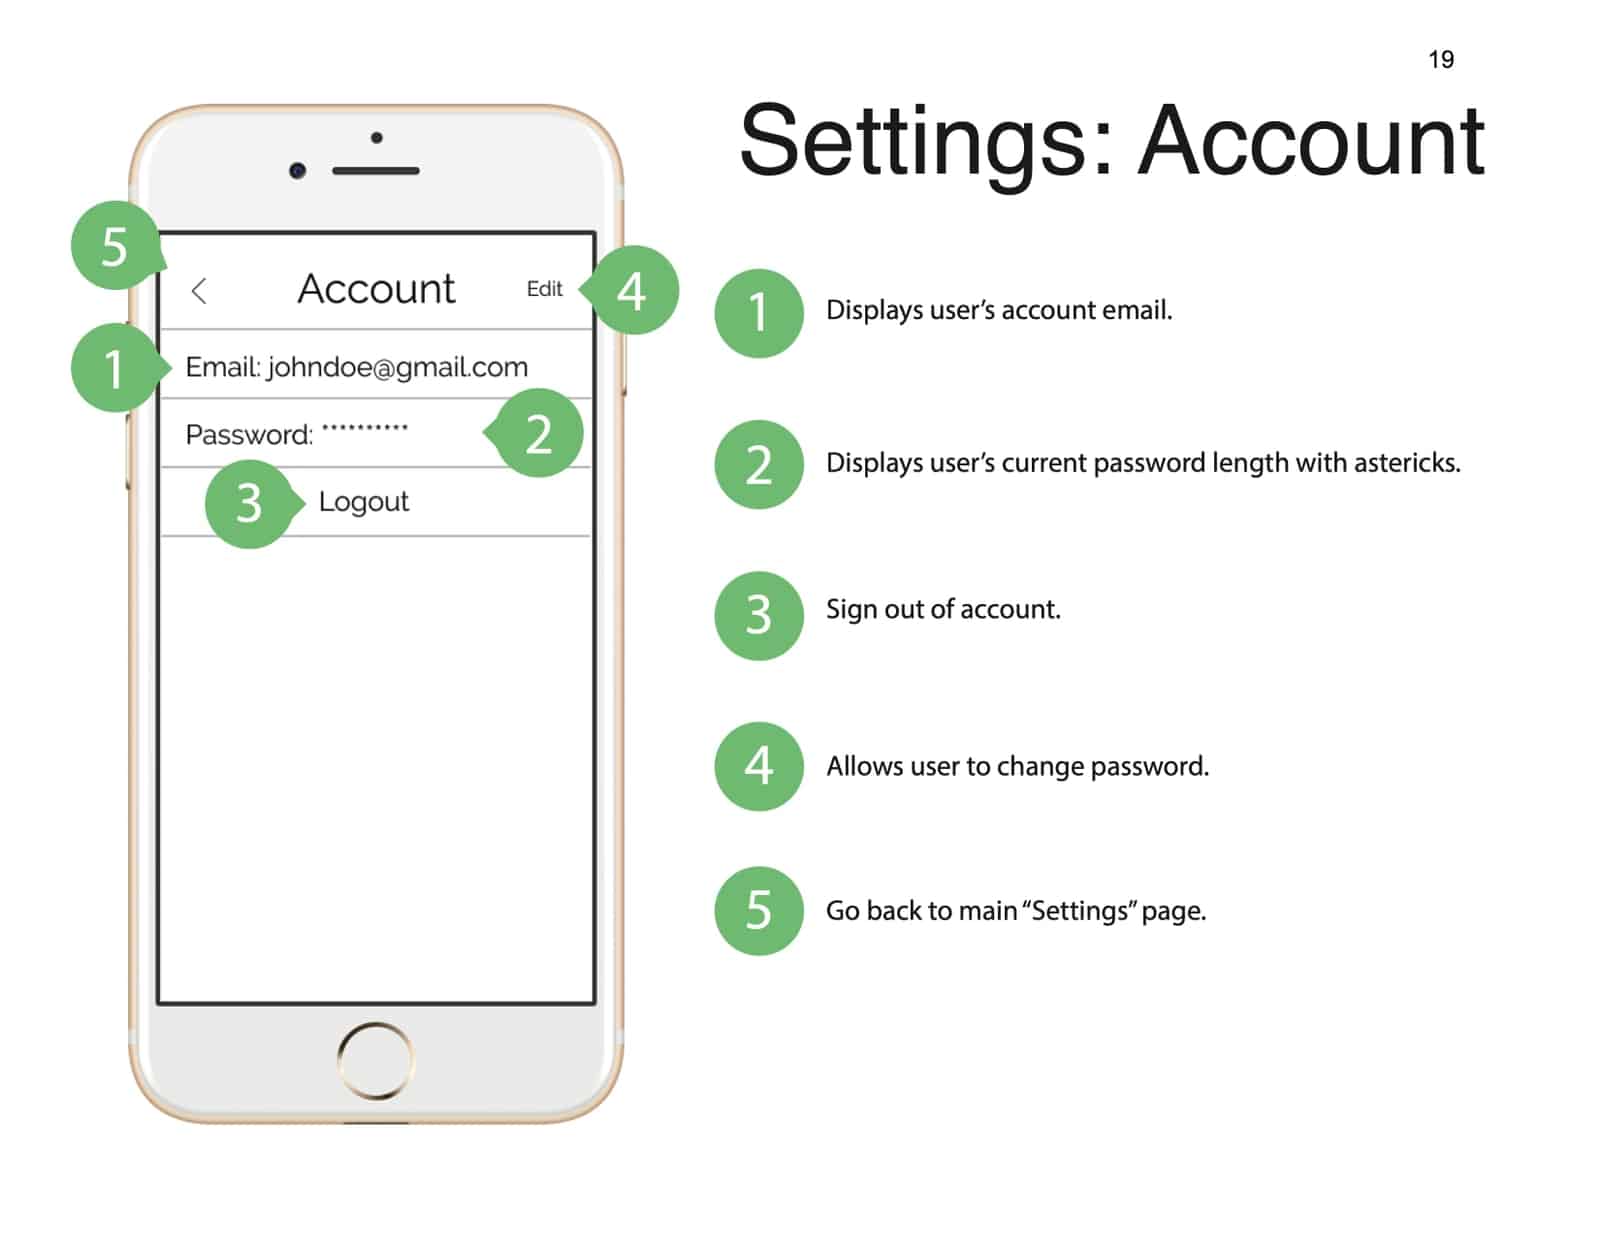 19
Settings: Account
5
< Account Edit
4
1
Email: johndoe@gmail.com
Password: **********
2
3
Logout
1
Displays user’s account email.
2
Displays user’s current password length with astericks.
3
Sign out of account.
4
Allows user to change password.
5
Go back to main “Settings” page.